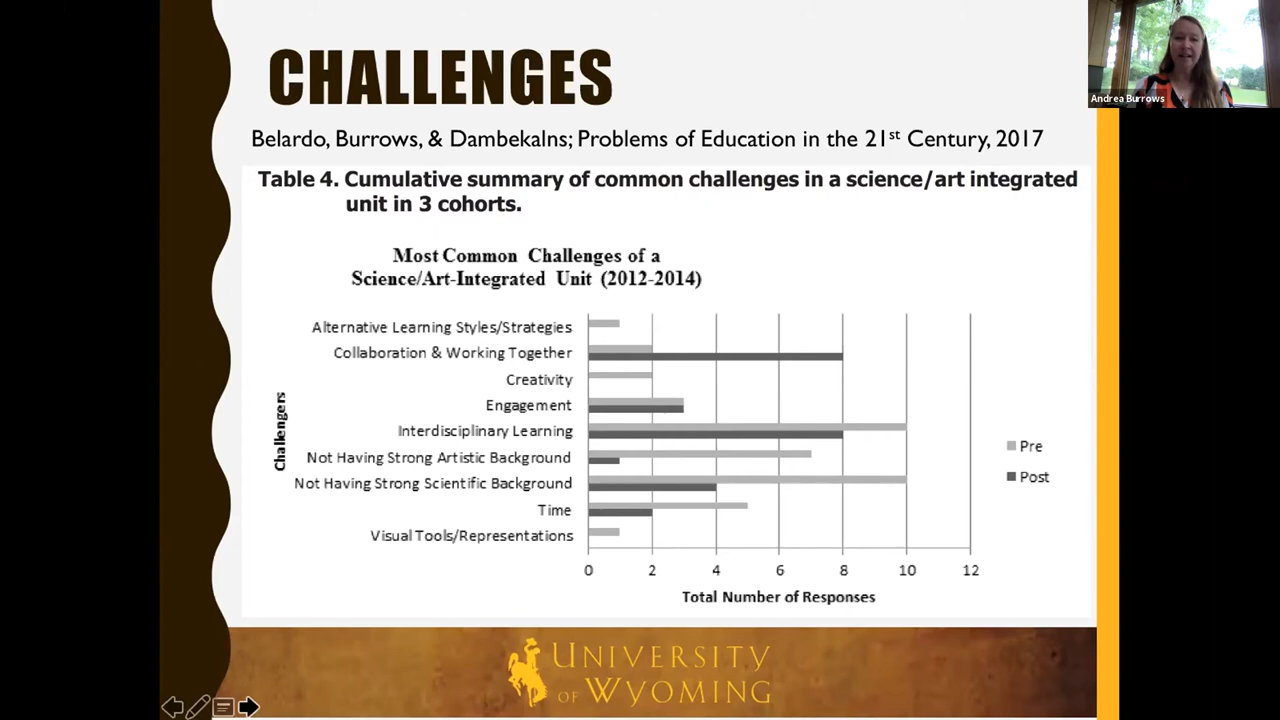 CHALLENGES
Andrea Burrows
Belardo, Burrows, & Dambekalns; Problems of Education in the 21st Century, 2017
Table 4. Cumulative summary of common challenges in a science/art integrated
unit in 3 cohorts.
Most Common Challenges of a
Science/Art-Integrated Unit (2012-2014)
Challengers
Alternative Learning Styles/Strategies
Collaboration & Working Together
Creativity
Engagement
Interdisciplinary Learning
Not Having Strong Artistic Background
Not Having Strong Scientific Background
Time
Visual Tools/Representations
Pre
Post
0 2 4 6 8 10 12
Total Number of Responses
UNIVERSITY
OF WYOMING